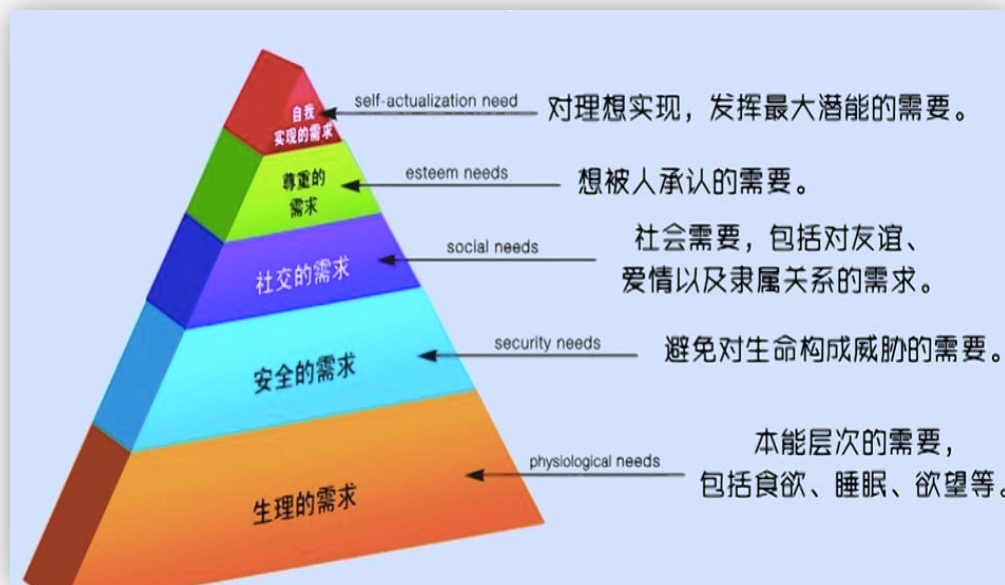 自我
实现的需求
self-actualization need
对理想实现，发挥最大潜能的需要。
尊重的
需求
esteem needs
想被人承认的需要。
社交的需求
social needs
社会需要，包括对友谊、
爱情以及隶属关系的需求。
安全的需求
security needs
避免对生命构成威胁的需要。
生理的需求
physiological needs
本能层次的需要，
包括食欲、睡眠、欲望等。